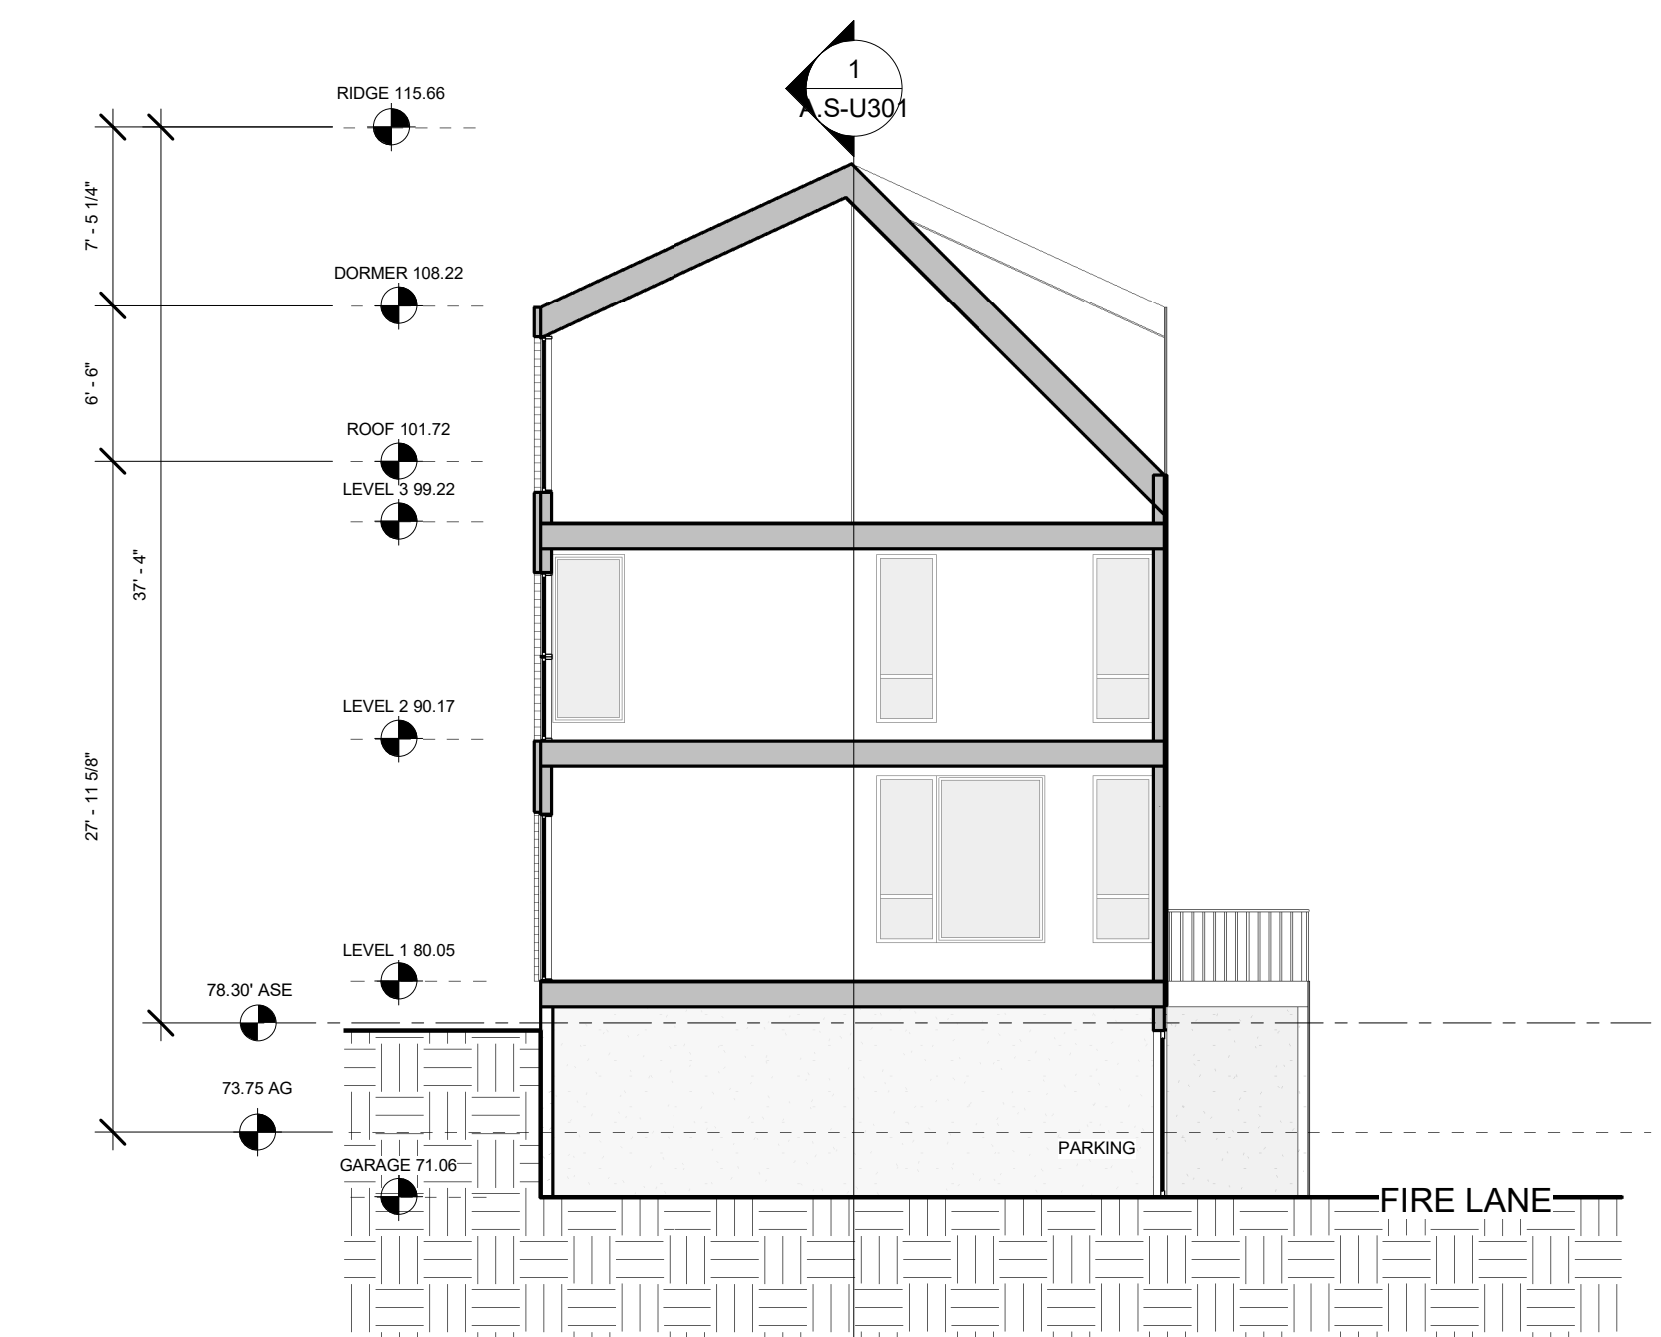 1
A.S-U301
RIDGE 115.66
7' - 5 1/4"
DORMER 108.22
6' - 6"
ROOF 101.72
LEVEL 3 99.22
37' - 4"
LEVEL 2 90.17
27' - 11 5/8"
LEVEL 1 80.05
78.30' ASE
73.75 AG
PARKING
GARAGE 71.06
FIRE LANE